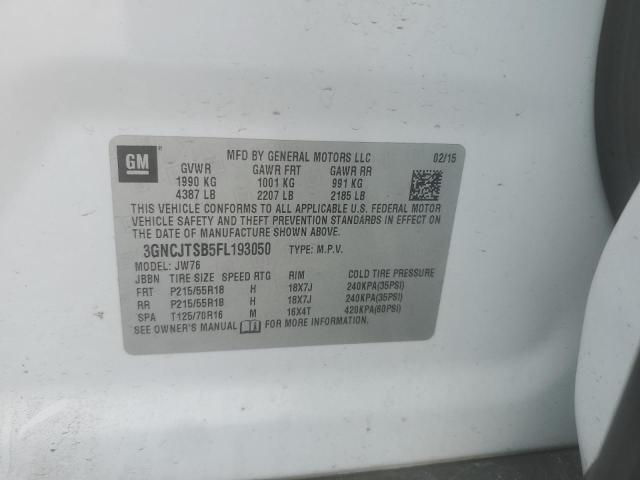 GM
MFD BY GENERAL MOTORS LLC 02/15
GVWR GAWR FRT GAWR RR
1990 KG 1001 KG 991 KG
4387 LB 2207 LB 2185 LB
THIS VEHICLE CONFORMS TO ALL APPLICABLE U.S. FEDERAL MOTOR
VEHICLE SAFETY AND THEFT PREVENTION STANDARDS IN EFFECT ON
THE DATE OF MANUFACTURE SHOWN ABOVE.
3GNCJTSB5FL193050 TYPE: M.P.V.
MODEL: JW76
JBBN TIRE SIZE SPEED RTG RIM COLD TIRE PRESSURE
FRT P215/55R18 H 18X7J 240KPA(35PSI)
RR P215/55R18 H 18X7J 240KPA(35PSI)
SPA T125/70R16 M 16X4T 420KPA(60PSI)
SEE OWNER'S MANUAL FOR MORE INFORMATION.